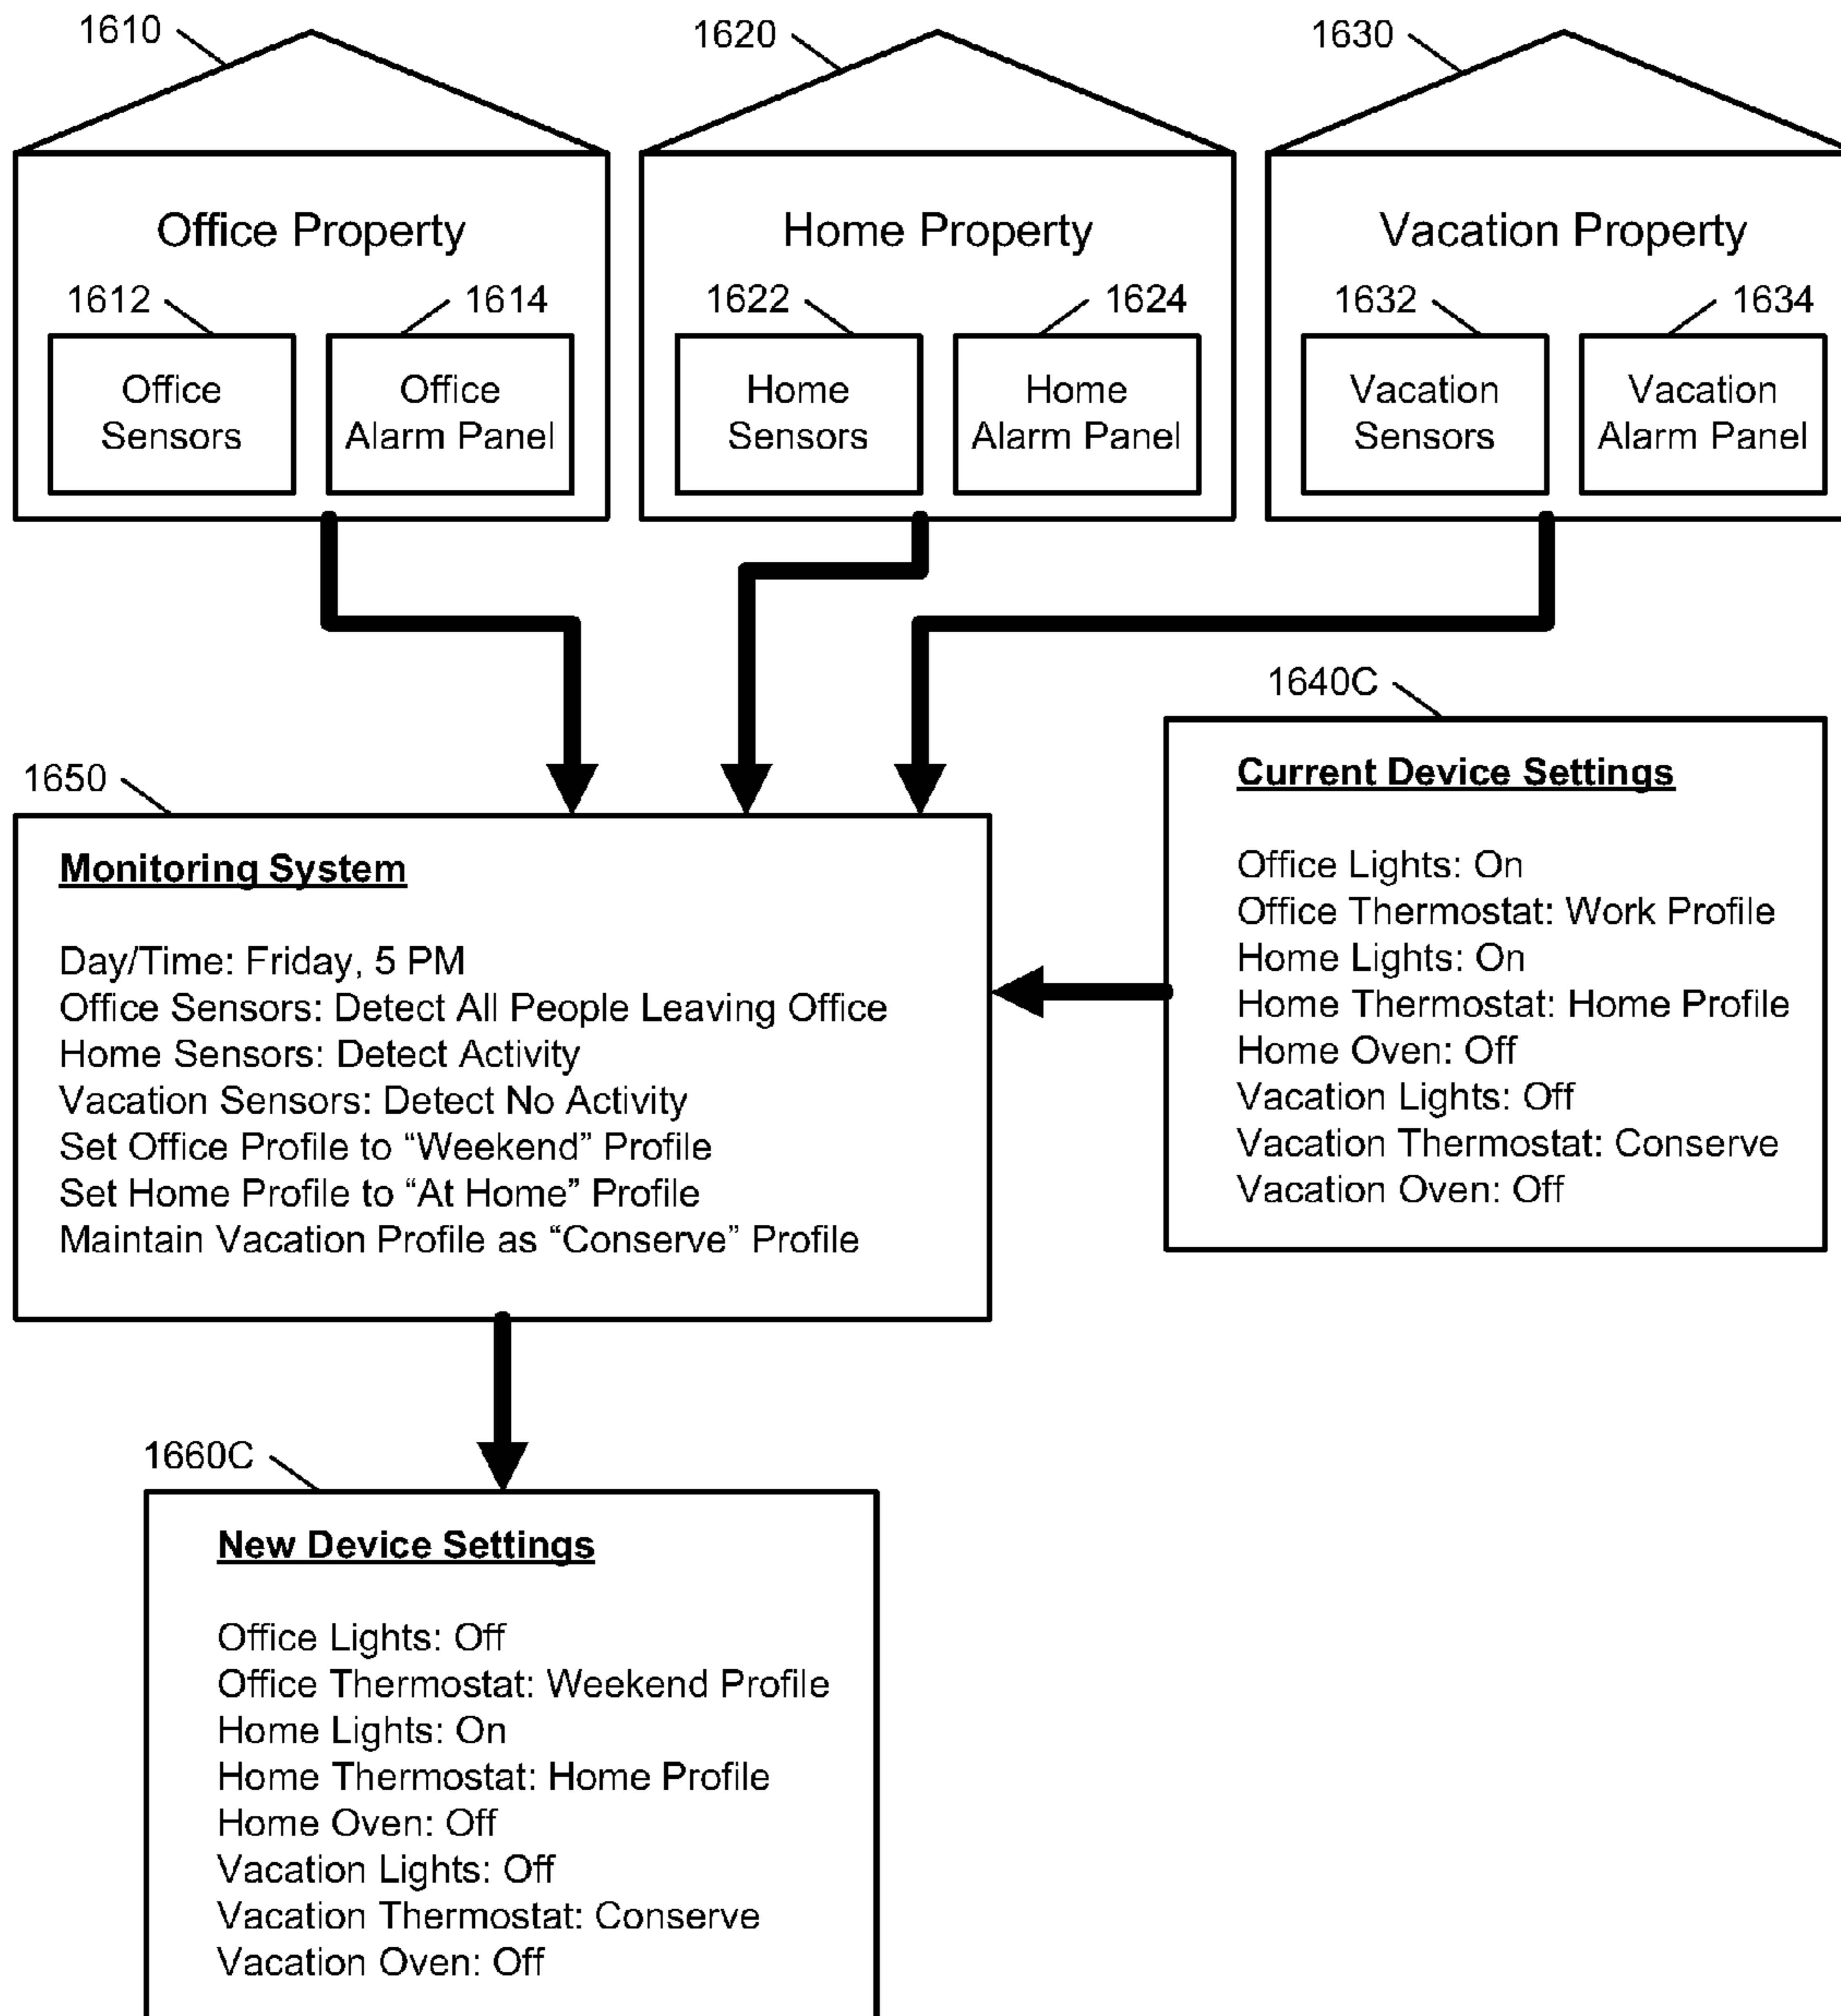 1610
1620
1630
Office Property
Home Property
Vacation Property
1612
1614
1622
1624
1632
1634
Office
Sensors
Office
Alarm Panel
Home
Sensors
Home
Alarm Panel
Vacation
Sensors
Vacation
Alarm Panel
1640C
Current Device Settings
Office Lights: On
Office Thermostat: Work Profile
Home Lights: On
Home Thermostat: Home Profile
Home Oven: Off
Vacation Lights: Off
Vacation Thermostat: Conserve
Vacation Oven: Off
1650
Monitoring System
Day/Time: Friday, 5 PM
Office Sensors: Detect All People Leaving Office
Home Sensors: Detect Activity
Vacation Sensors: Detect No Activity
Set Office Profile to “Weekend” Profile
Set Home Profile to “At Home” Profile
Maintain Vacation Profile as “Conserve” Profile
1660C
New Device Settings
Office Lights: Off
Office Thermostat: Weekend Profile
Home Lights: On
Home Thermostat: Home Profile
Home Oven: Off
Vacation Lights: Off
Vacation Thermostat: Conserve
Vacation Oven: Off